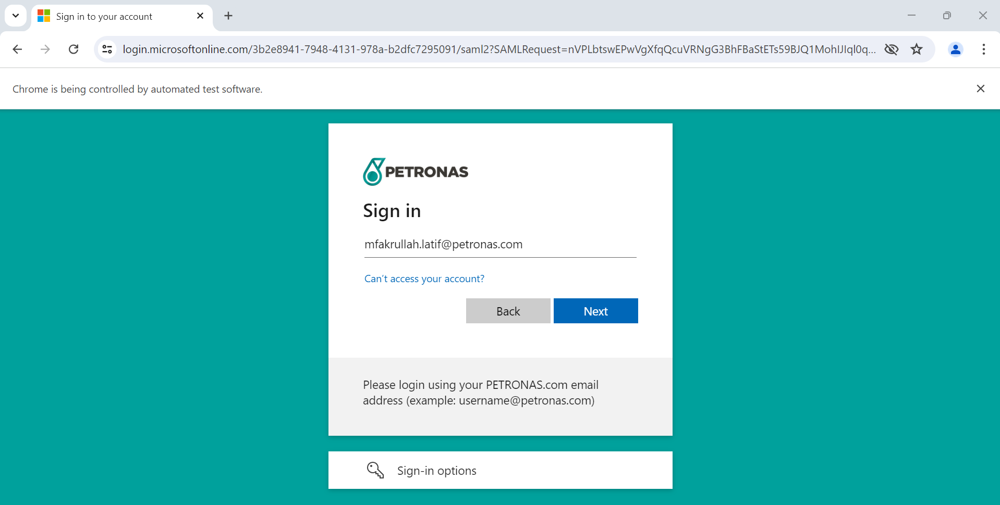 Sign in to your account
login.microsoftonline.com/3b2e8941-7948-4131-978a-b2dfc7295091/saml2?SAMLRequest=nVPLbtswEPwVgXfqQcuVRNgG3BhFBaStETs59BJQ1MohIJIql0q...
Chrome is being controlled by automated test software.
PETRONAS
Sign in
mfakrullah.latif@petronas.com
Can't access your account?
Back
Next
Please login using your PETRONAS.com email
address (example: username@petronas.com)
Sign-in options